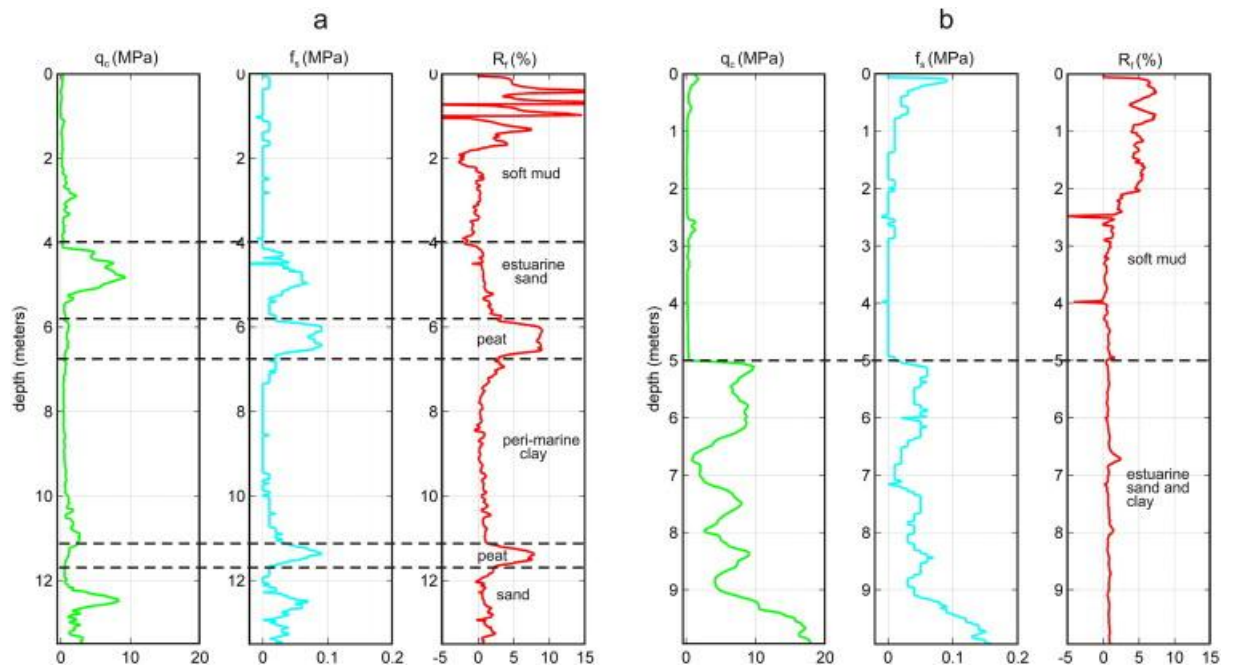 a
b
q_c (MPa)
f_s (MPa)
R_f (%)
q_c (MPa)
f_s (MPa)
R_f (%)
depth (meters)
0
2
4
6
8
10
12
0
2
4
6
8
10
12
0
2
4
6
8
10
12
soft mud
estuarine
sand
peat
peri-marine
clay
peat
sand
0 10 20
0 0.1 0.2
-5 0 5 10 15
depth (meters)
0
1
2
3
4
5
6
7
8
9
0
1
2
3
4
5
6
7
8
9
0
1
2
3
4
5
6
7
8
9
soft mud
estuarine
sand and
clay
0 10 20
0 0.1 0.2
-5 0 5 10 15